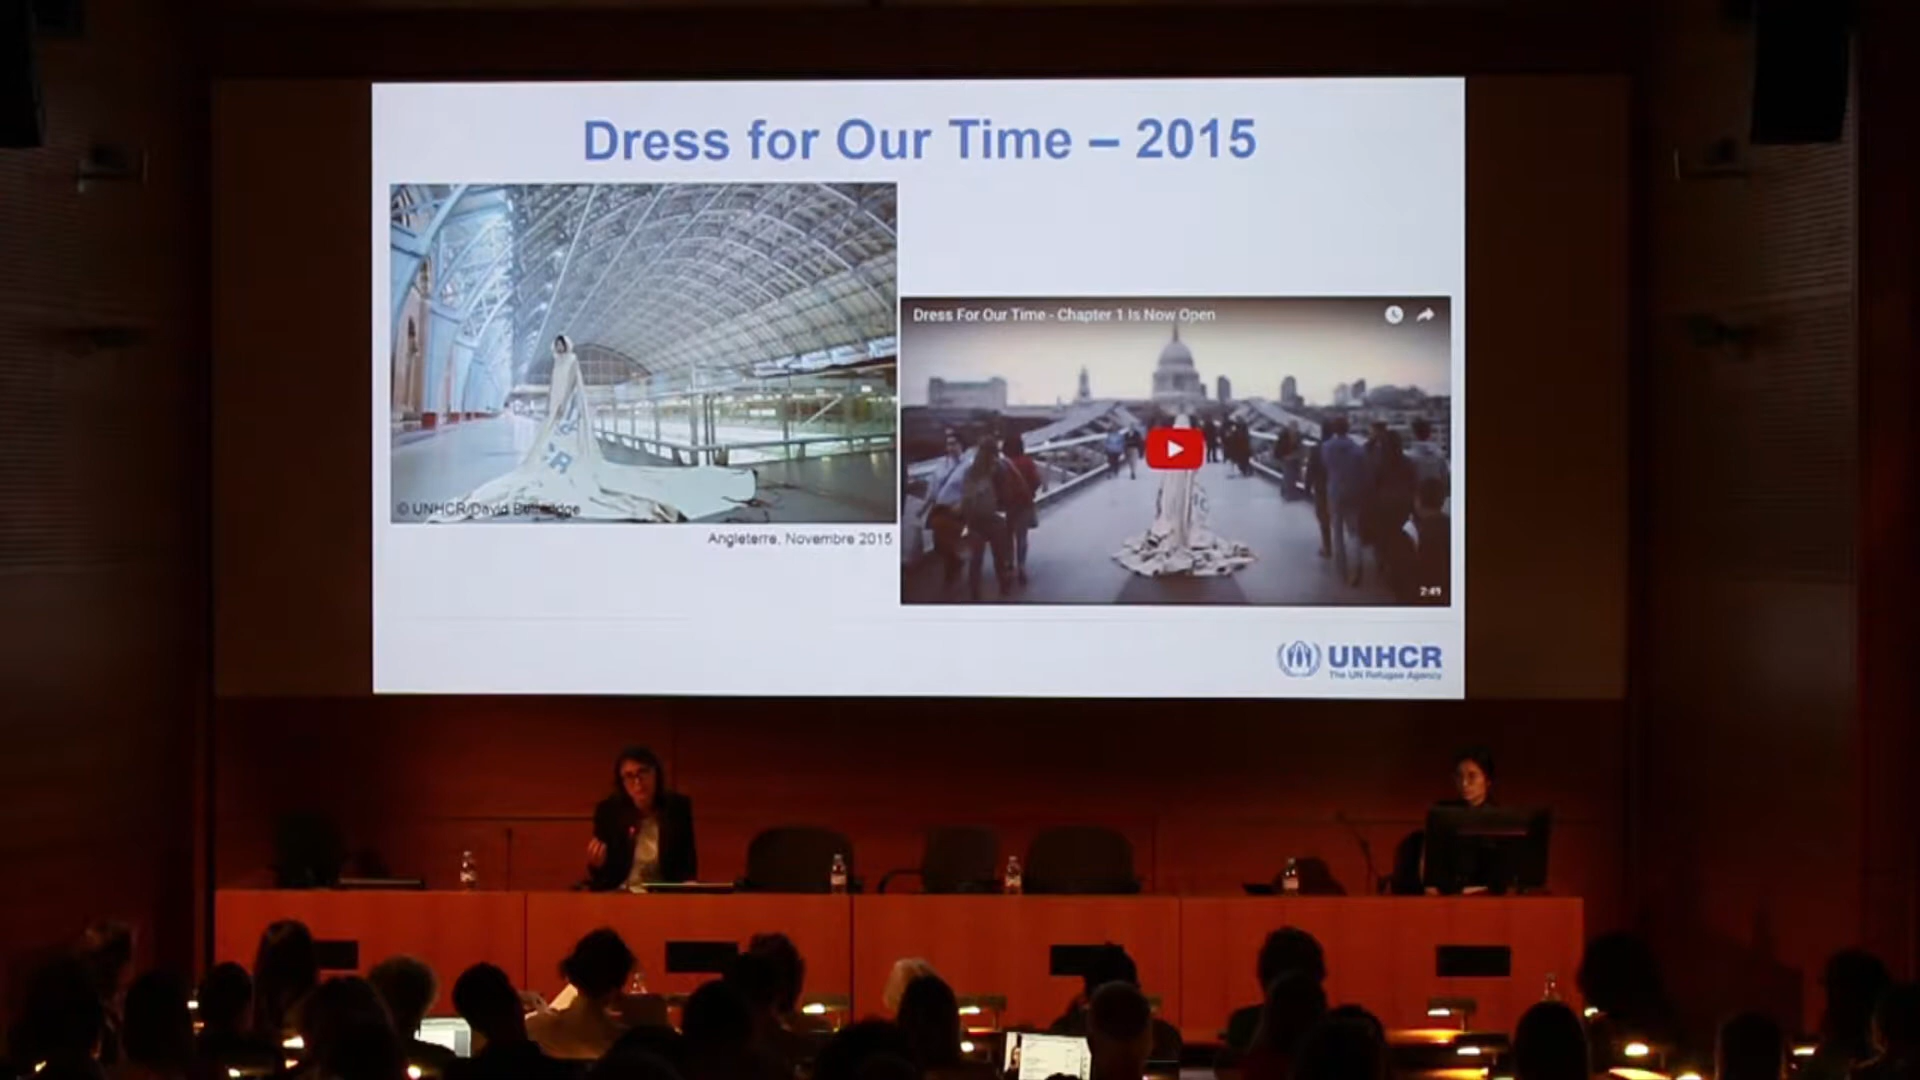 Dress for Our Time – 2015
Dress For Our Time - Chapter 1 Is Now Open
CR
© UNHCR/David
Angleterre, Novembre 2015
2:49
UNHCR
The UN Refugee Agency